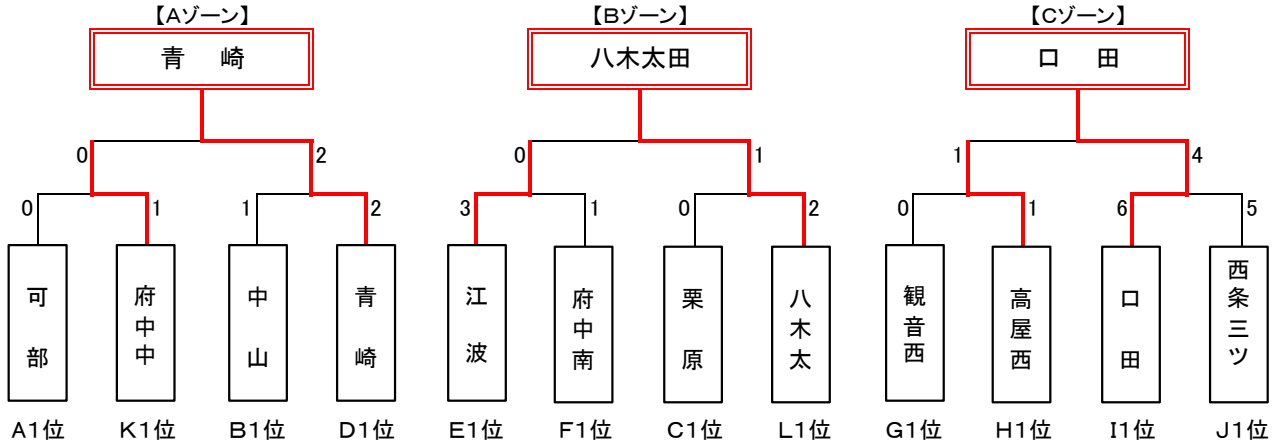 【Aゾーン】 【Bゾーン】 【Cゾーン】
青 崎 八木太田 口 田
0 2 0 1 1 4
0 1 1 2 3 1 0 2 0 1 6 5
可部 府中中 中山 青崎 江波 府中南 栗原 八木太 観音西 高屋西 口田 西条三ツ
A1位 K1位 B1位 D1位 E1位 F1位 C1位 L1位 G1位 H1位 I1位 J1位